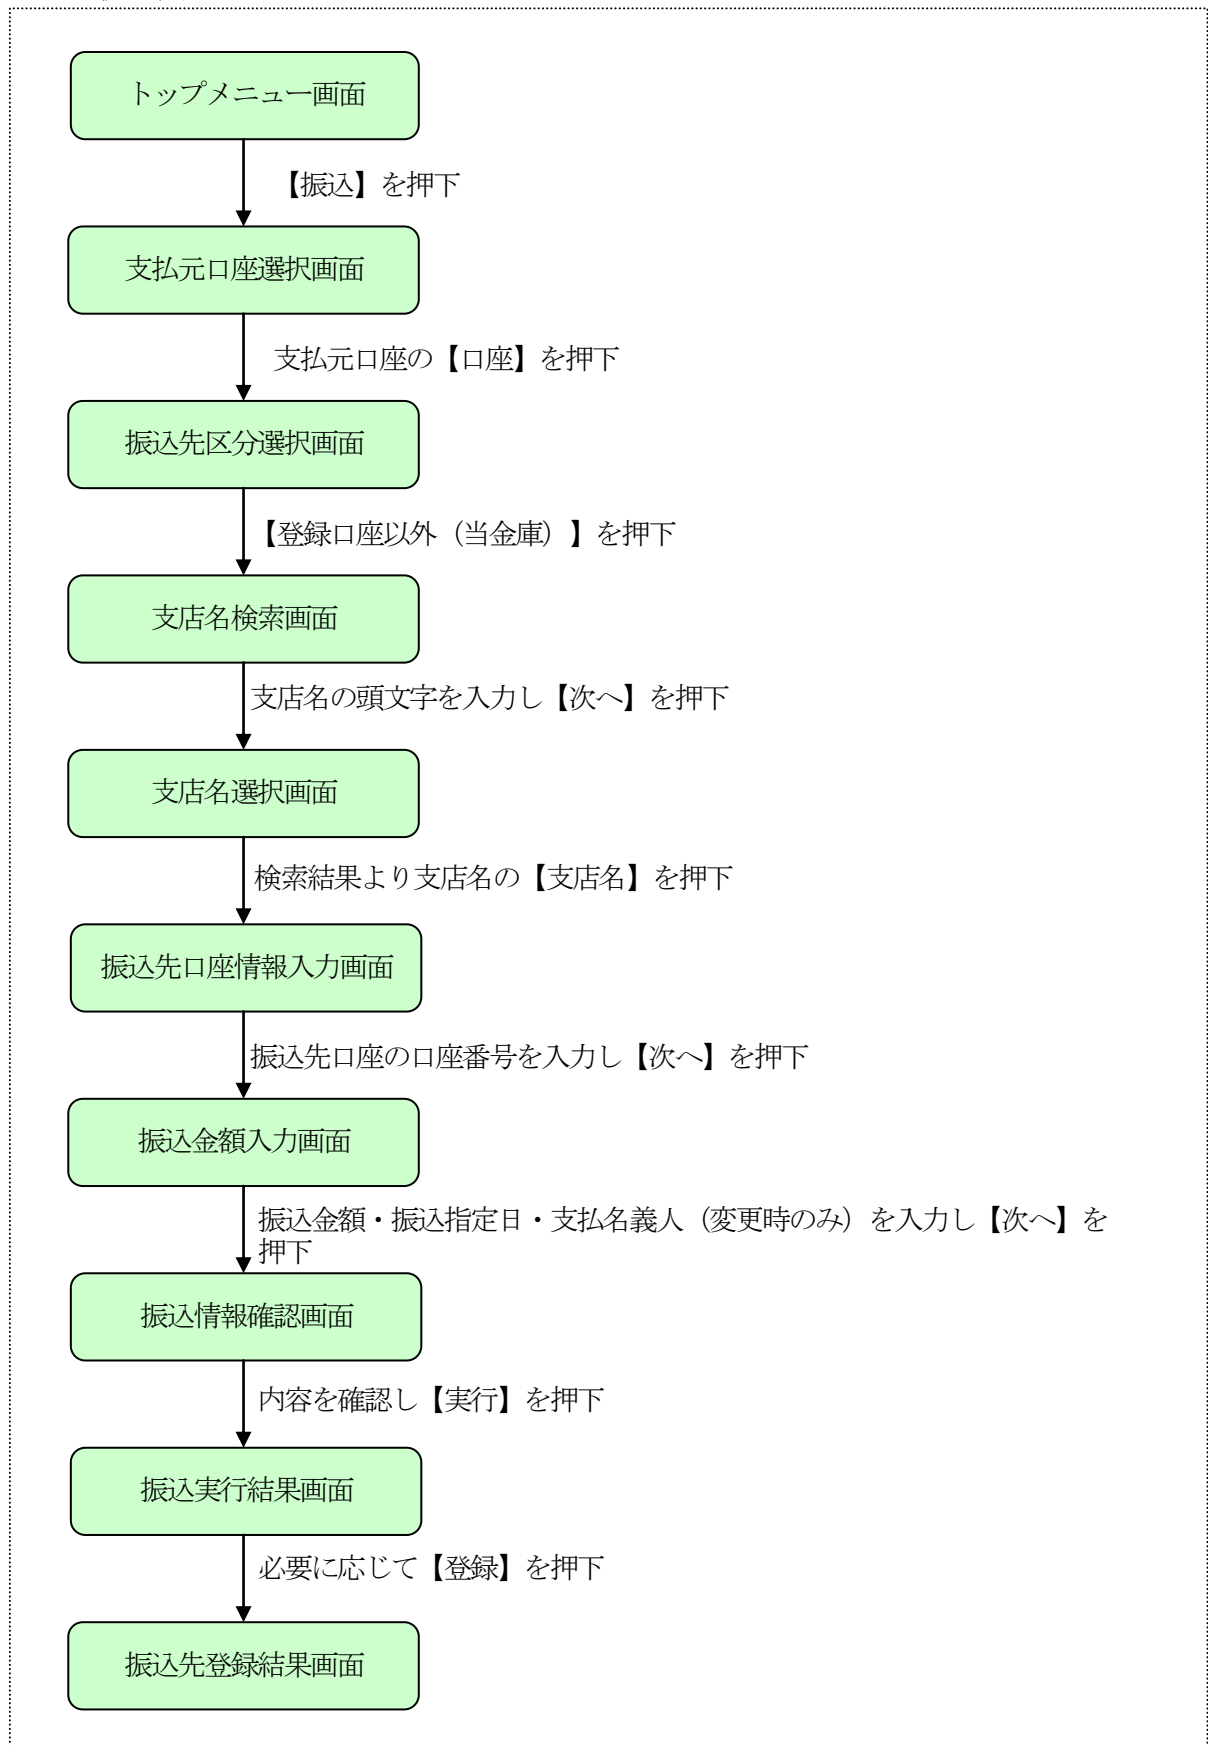 トップメニュー画面
【振込】を押下
支払元口座選択画面
支払元口座の【口座】を押下
振込先区分選択画面
【登録口座以外（当金庫）】を押下
支店名検索画面
支店名の頭文字を入力し【次へ】を押下
支店名選択画面
検索結果より支店名の【支店名】を押下
振込先口座情報入力画面
振込先口座の口座番号を入力し【次へ】を押下
振込金額入力画面
振込金額・振込指定日・支払名義人（変更時のみ）を入力し【次へ】を
押下
振込情報確認画面
内容を確認し【実行】を押下
振込実行結果画面
必要に応じて【登録】を押下
振込先登録結果画面